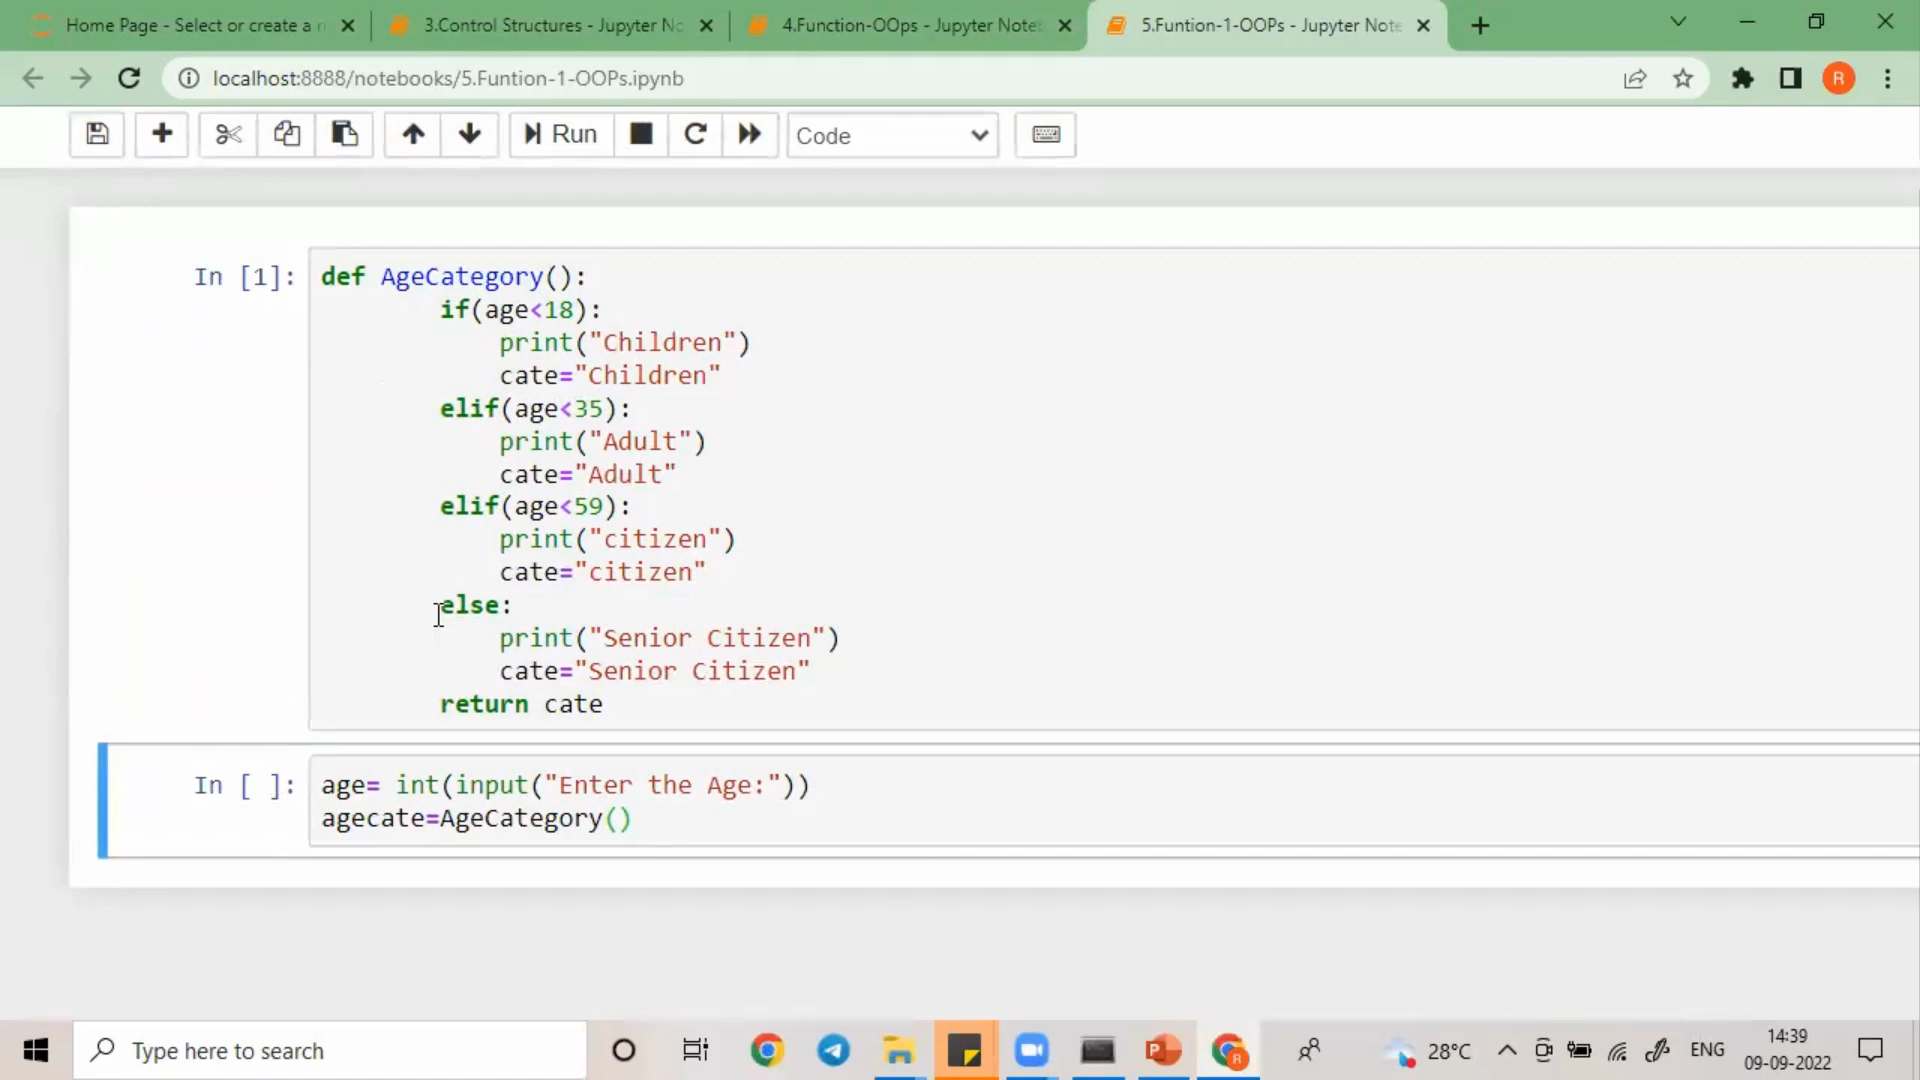 Home Page - Select or create a n
3.Control Structures - Jupyter No
4.Function-OOps - Jupyter Note
5.Funtion-1-OOPs - Jupyter Note
localhost:8888/notebooks/5.Funtion-1-OOPs.ipynb
R
Run
Code
In [1]:
def AgeCategory():
if(age<18):
print("Children")
cate="Children"
elif(age<35):
print("Adult")
cate="Adult"
elif(age<59):
print("citizen")
cate="citizen"
else:
print("Senior Citizen")
cate="Senior Citizen"
return cate
In [ ]:
age= int(input("Enter the Age:"))
agecate=AgeCategory()
Type here to search
28°C
ENG
14:39
09-09-2022